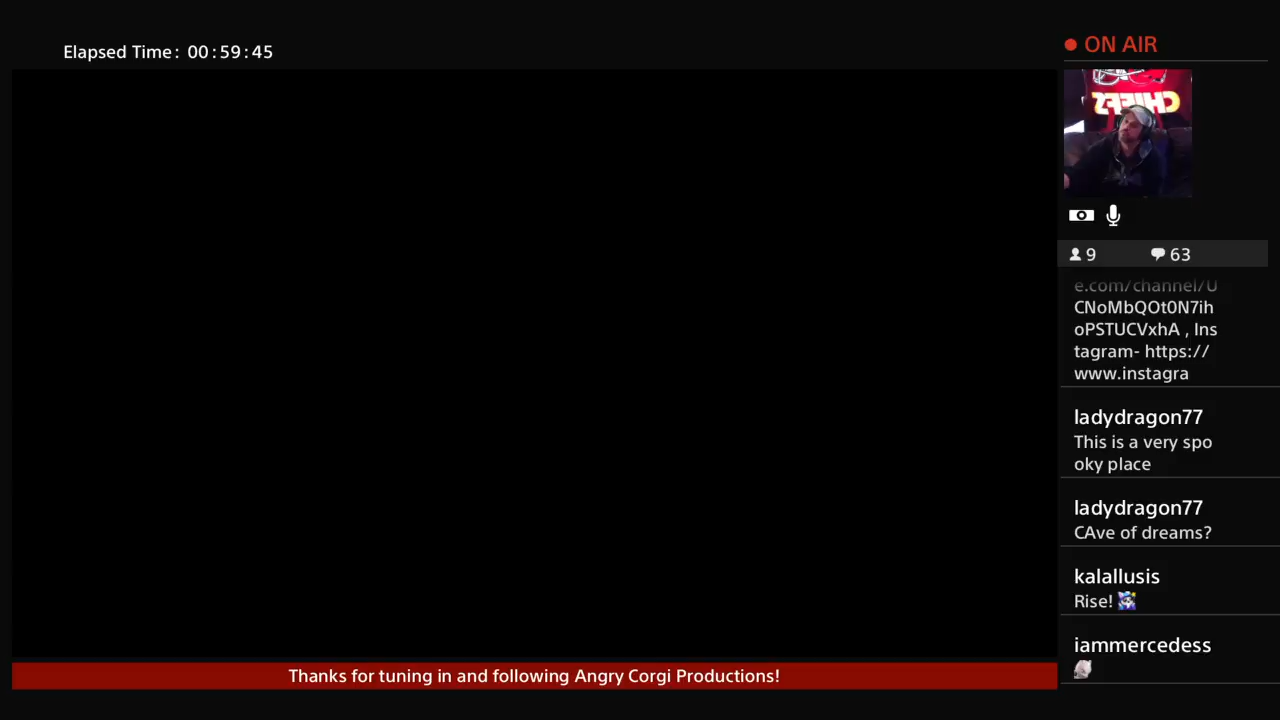 Elapsed Time: 00:59:45
ON AIR
CHIEFS
9 63
e.com/channel/U
CNoMbQOt0N7ih
oPSTUCVxhA , Ins
tagram- https://
www.instagra
ladydragon77
This is a very spo
oky place
ladydragon77
CAve of dreams?
kalallusis
Rise!
iammercedess
Thanks for tuning in and following Angry Corgi Productions!